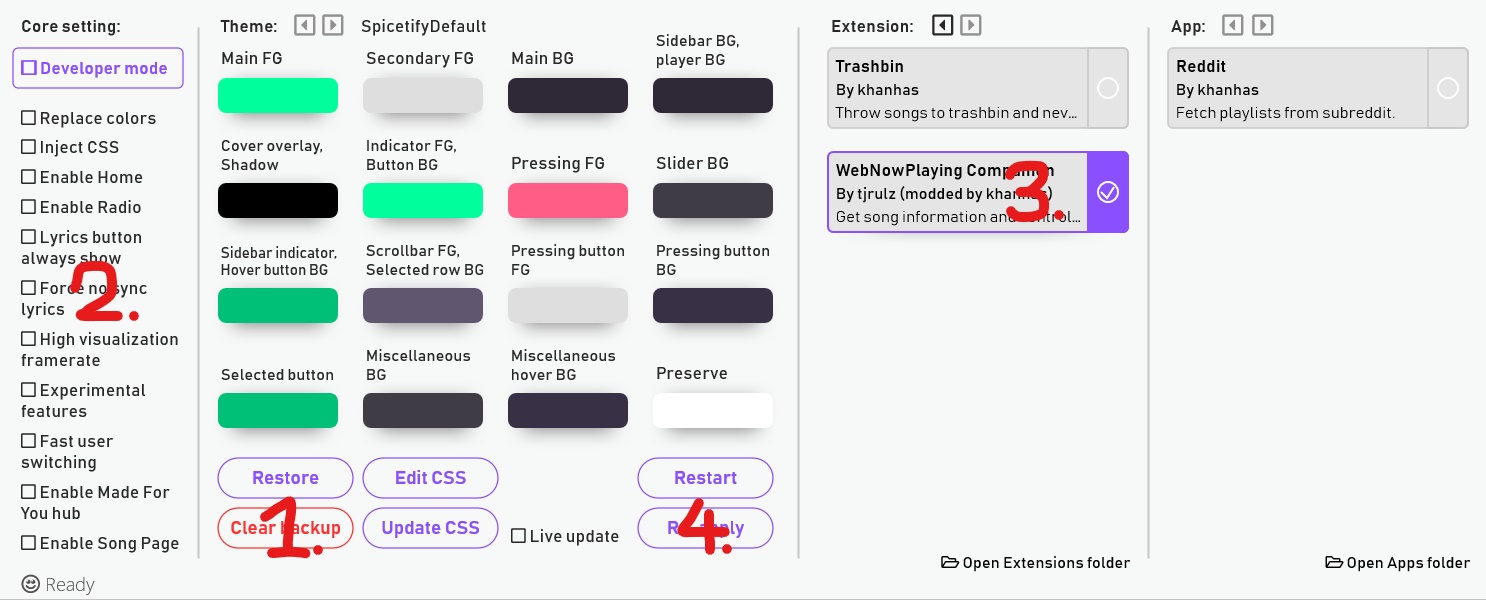 Core setting:
Developer mode
Replace colors
Inject CSS
Enable Home
Enable Radio
Lyrics button
always show
Force no sync
lyrics
2.
High visualization
framerate
Experimental
features
Fast user
switching
Enable Made For
You hub
Enable Song Page
Ready
Theme: SpicetifyDefault
Main FG
Secondary FG
Main BG
Sidebar BG,
player BG
Cover overlay,
Shadow
Indicator FG,
Button BG
Pressing FG
Slider BG
Sidebar indicator,
Hover button BG
Scrollbar FG,
Selected row BG
Pressing button
FG
Pressing button
BG
Selected button
Miscellaneous
BG
Miscellaneous
hover BG
Preserve
Restore
Edit CSS
Restart
Clear backup
1.
Update CSS
Live update
4.
Extension:
Trashbin
By khanhas
Throw songs to trashbin and nev...
WebNowPlaying Companion
By tjrulz (modded by khanhas)
Get song information and control...
3.
Open Extensions folder
App:
Reddit
By khanhas
Fetch playlists from subreddit.
Open Apps folder